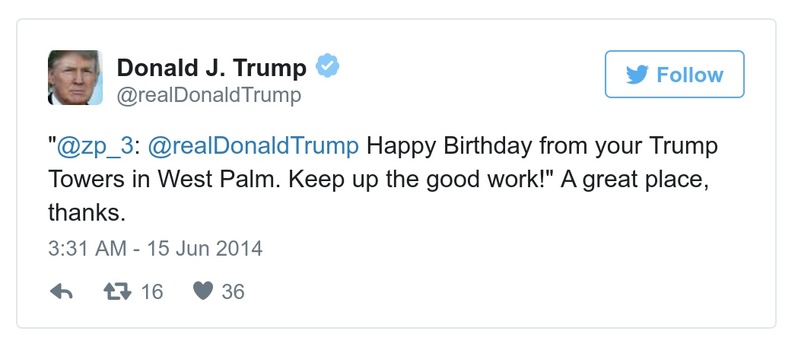 Donald J. Trump
@realDonaldTrump
Follow
"@zp_3: @realDonaldTrump Happy Birthday from your Trump
Towers in West Palm. Keep up the good work!" A great place,
thanks.
3:31 AM - 15 Jun 2014
16 36